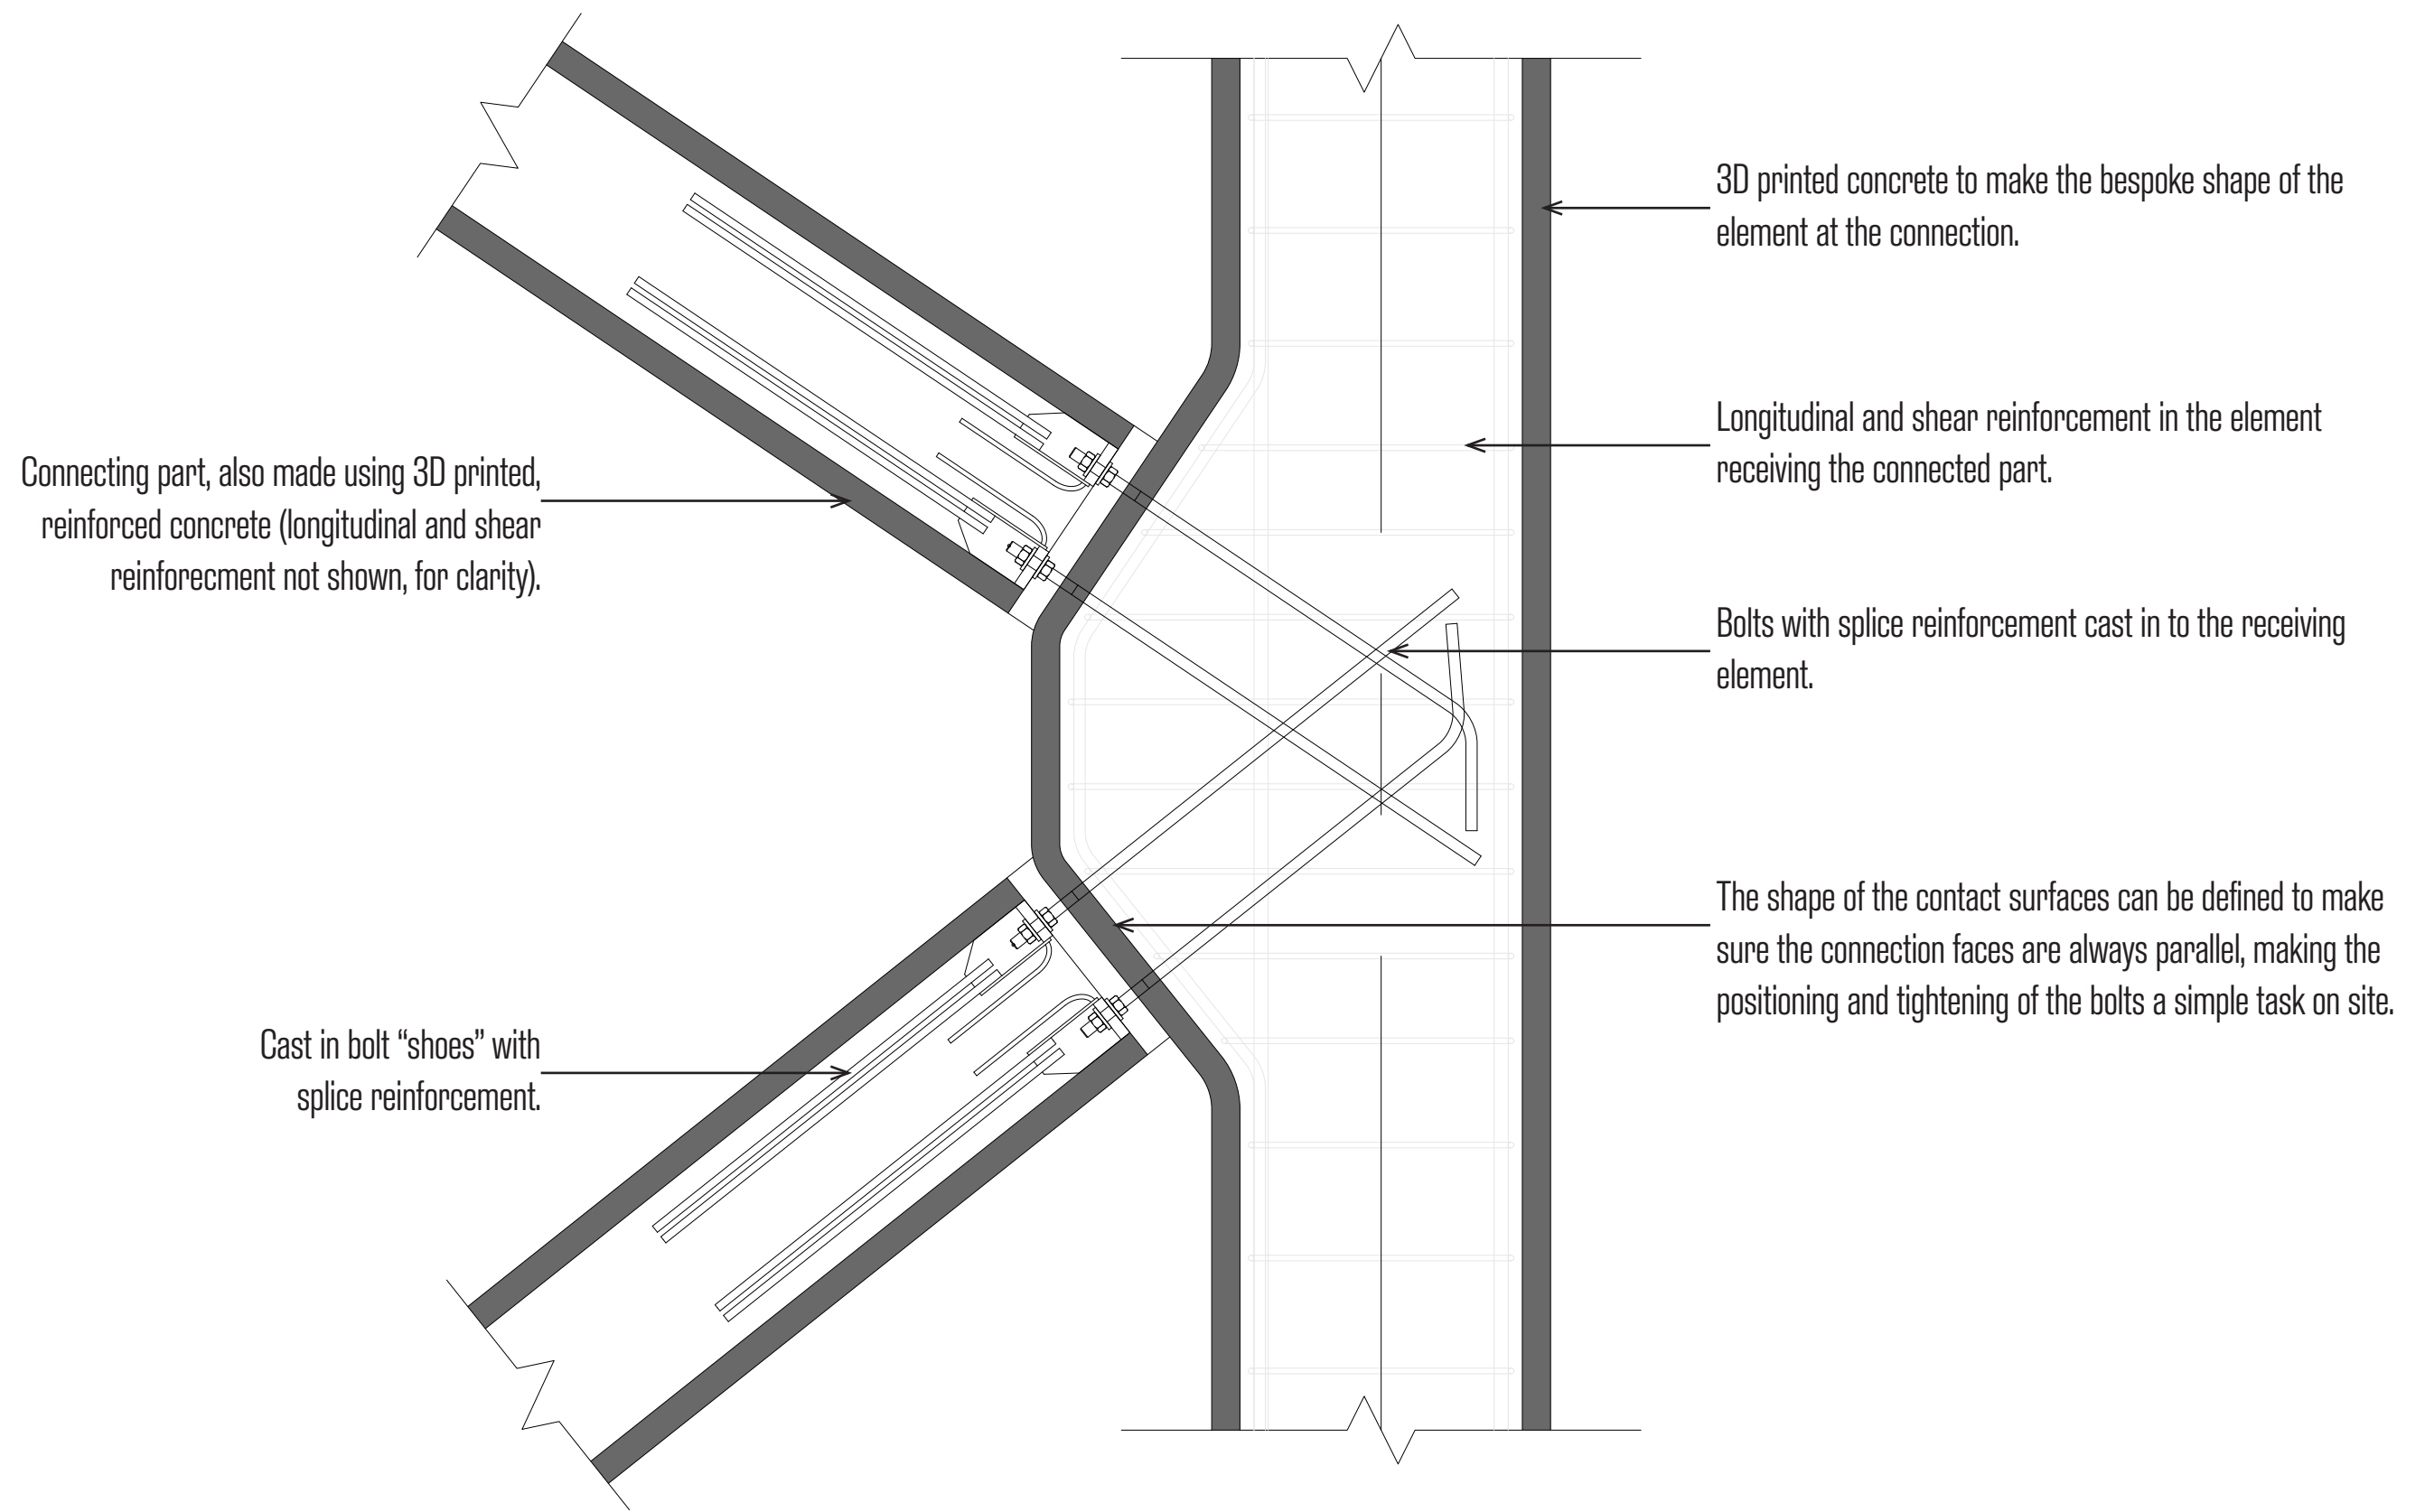 3D printed concrete to make the bespoke shape of the
element at the connection.
Longitudinal and shear reinforcement in the element
receiving the connected part.
Connecting part, also made using 3D printed,
reinforced concrete (longitudinal and shear
reinforecment not shown, for clarity).
Bolts with splice reinforcement cast in to the receiving
element.
The shape of the contact surfaces can be defined to make
sure the connection faces are always parallel, making the
positioning and tightening of the bolts a simple task on site.
Cast in bolt “shoes” with
splice reinforcement.